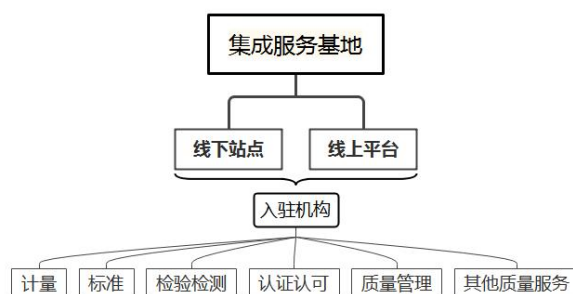 集成服务基地
线下站点
线上平台
入驻机构
计量
标准
检验检测
认证认可
质量管理
其他质量服务